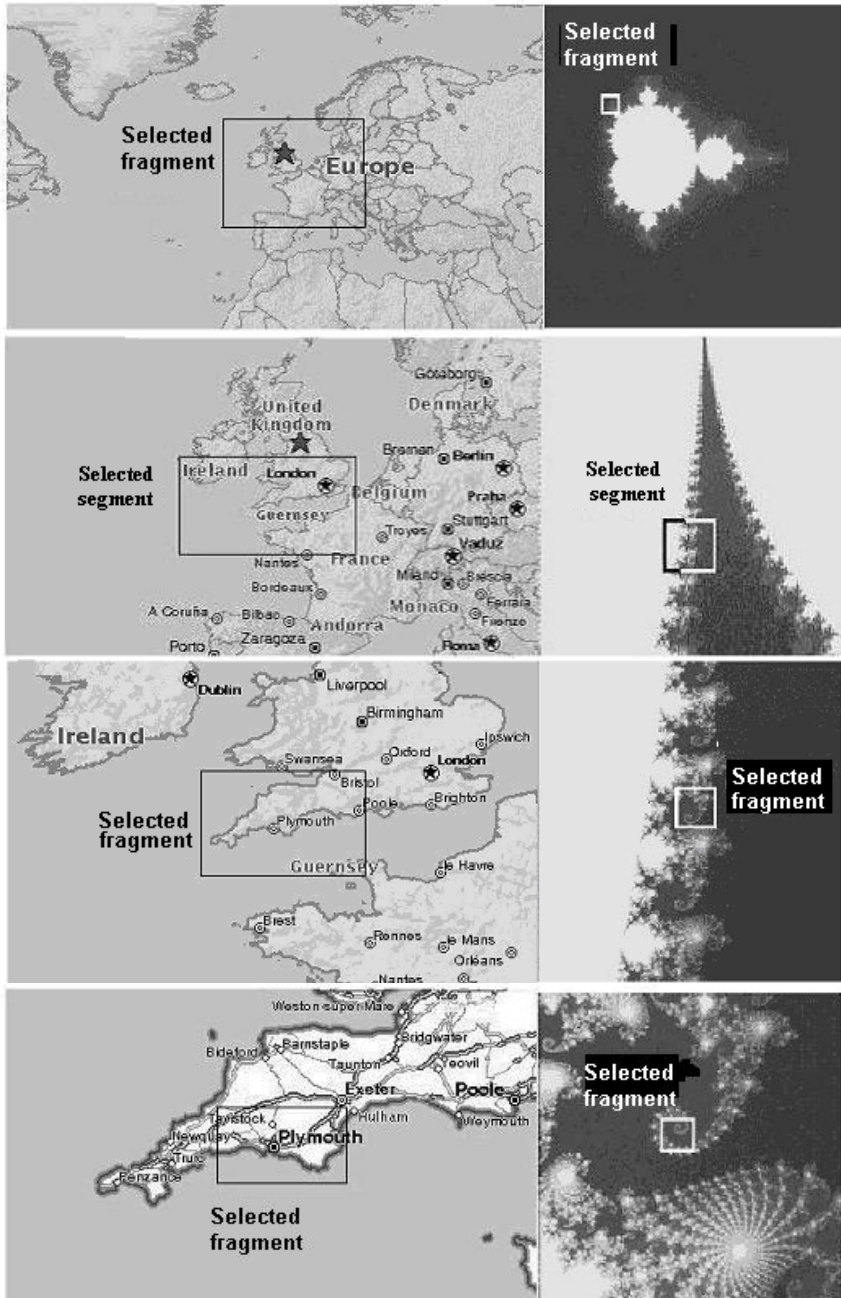 Selected
fragment
Europe
Selected
fragment
Göteborg
Denmark
United
Kingdom
Ireland
London
Bremen
Berlin
Belgium
Praha
Guernsey
Troyes
Stuttgart
Vaduz
Nantes
France
Milano
Brescia
Bordeaux
Monaco
Ferrara
Firenze
A Coruña
Bilbao
Andorra
Porto
Zaragoza
Roma
Selected
segment
Selected
segment
Dublin
Liverpool
Ireland
Birmingham
Ipswich
Swansea
Oxford
London
Bristol
Poole
Brighton
Plymouth
Guernsey
le Havre
Brest
Rennes
le Mans
Orléans
Nantes
Selected
fragment
Selected
fragment
Weston-super-Mare
Barnstaple
Bridgwater
Bideford
Taunton
Yeovil
Exeter
Poole
Hulham
Weymouth
Tavistock
Newquay
Plymouth
Truro
Penzance
Selected
fragment
Selected
fragment